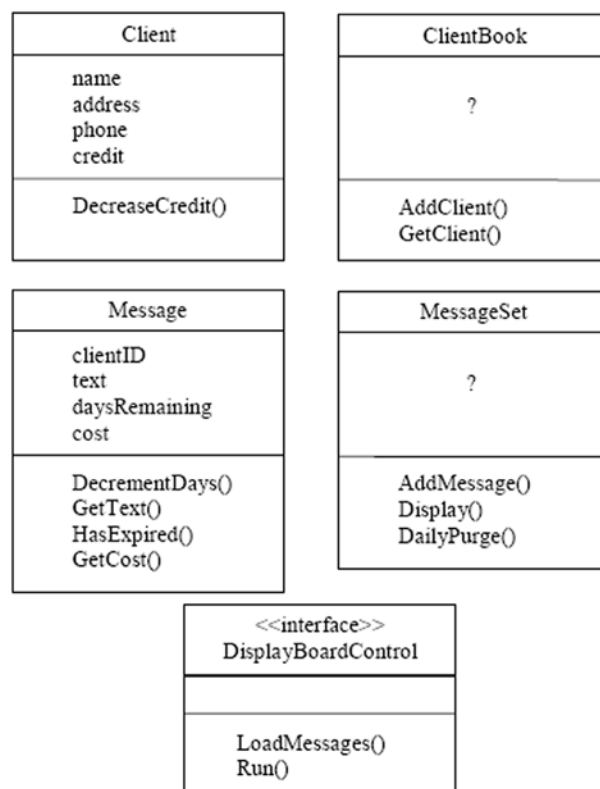 Client
name
address
phone
credit
DecreaseCredit()
ClientBook
?
AddClient()
GetClient()
Message
clientID
text
daysRemaining
cost
DecrementDays()
GetText()
HasExpired()
GetCost()
MessageSet
?
AddMessage()
Display()
DailyPurge()
<<interface>>
DisplayBoardControl
LoadMessages()
Run()